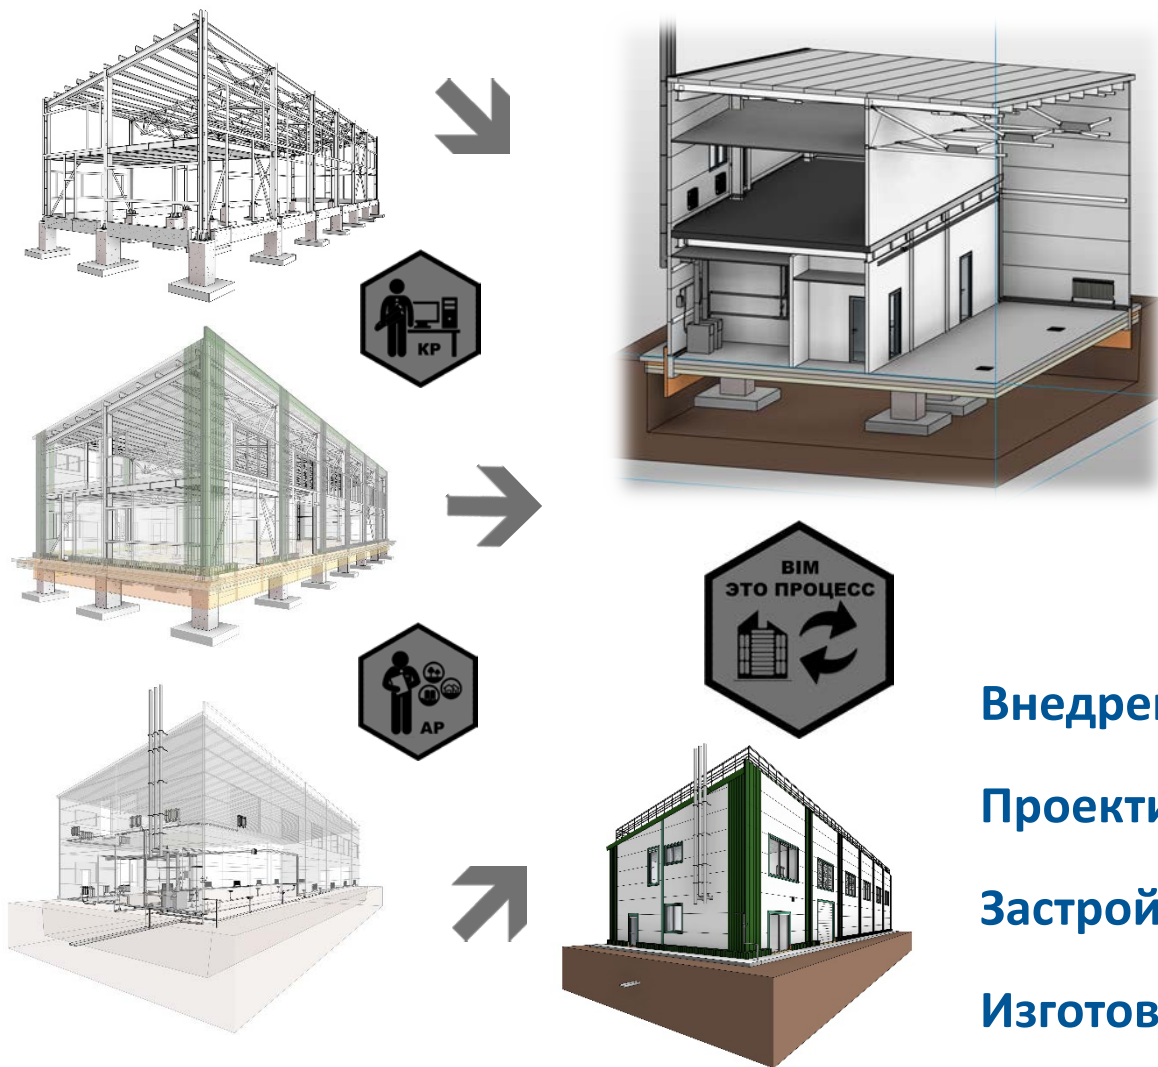 КР
BIM
ЭТО ПРОЦЕСС
АР
Внедре
Проекти
Застрой
Изготов